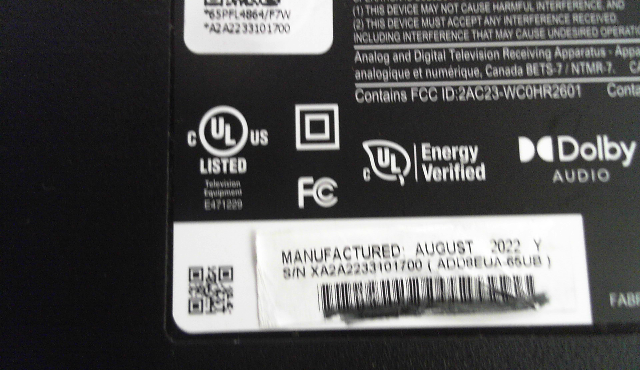 *65PFL4864/F7W
*A2A2233101700
(1) THIS DEVICE MAY NOT CAUSE HARMFUL INTERFERENCE, AND
(2) THIS DEVICE MUST ACCEPT ANY INTERFERENCE RECEIVED,
INCLUDING INTERFERENCE THAT MAY CAUSE UNDESIRED
Analog and Digital Television Receiving Apparatus
analogique et numérique, Canada BETS-7 / NTMR-7.
Contains FCC ID:2AC23-WC0HR2601
C UL US
LISTED
Television
Equipment
E471229
FC
C UL
Energy
Verified
Dolby
AUDIO
MANUFACTURED: AUGUST 2022 Y
S/N XA2A2233101700 ( ADD8EUA-65UB )